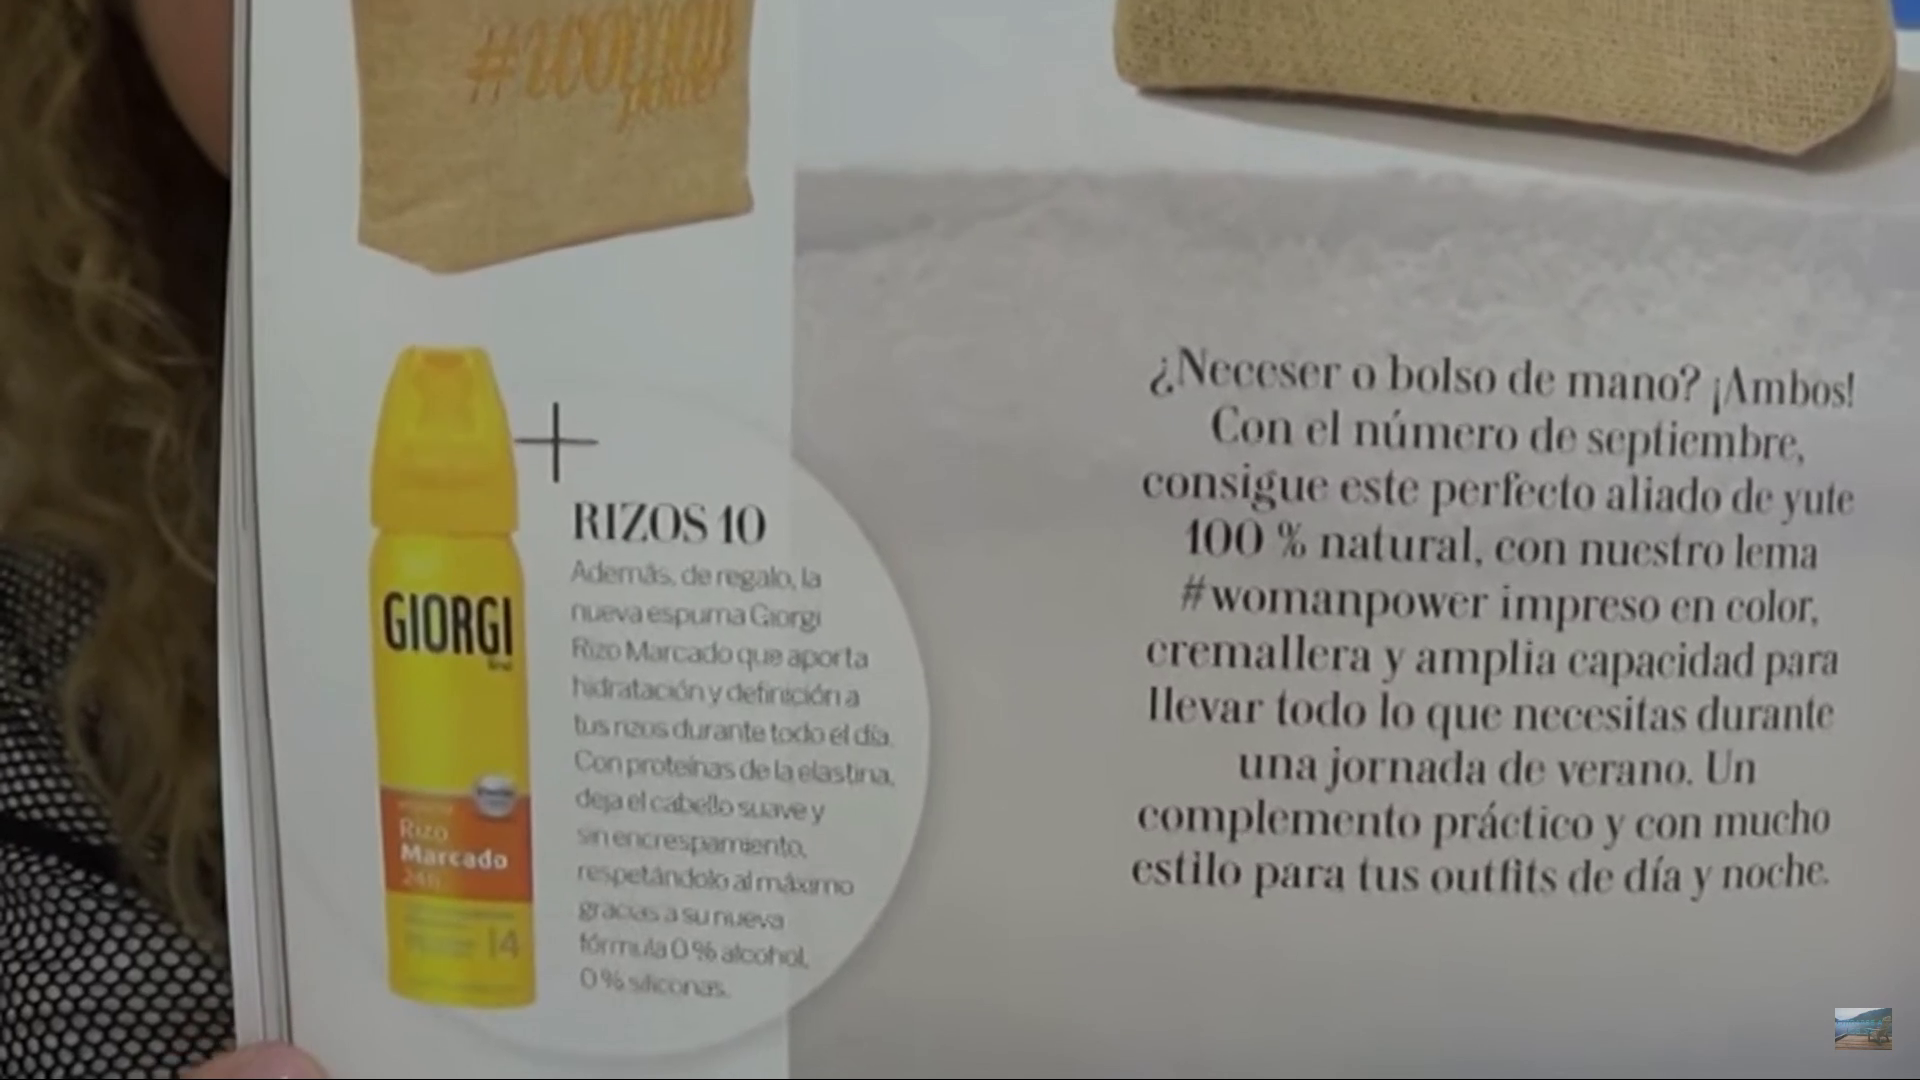 #woman
RIZOS 10
Además, de regalo, la
nueva espuma Giorgi
Rizo Marcado que aporta
hidratación y definición a
tus rizos durante todo el día.
Con proteínas de la elastina,
deja el cabello suave y
sin encrespamiento,
respetándolo al máximo
gracias a su nueva
fórmula 0 % alcohol,
0 % siliconas.
GIORGI
Line
Rizo
Marcado
24h
14
¿Neceser o bolso de mano? ¡Ambos!
Con el número de septiembre,
consigue este perfecto aliado de yute
100 % natural, con nuestro lema
#womanpower impreso en color,
cremallera y amplia capacidad para
llevar todo lo que necesitas durante
una jornada de verano. Un
complemento práctico y con mucho
estilo para tus outfits de día y noche.